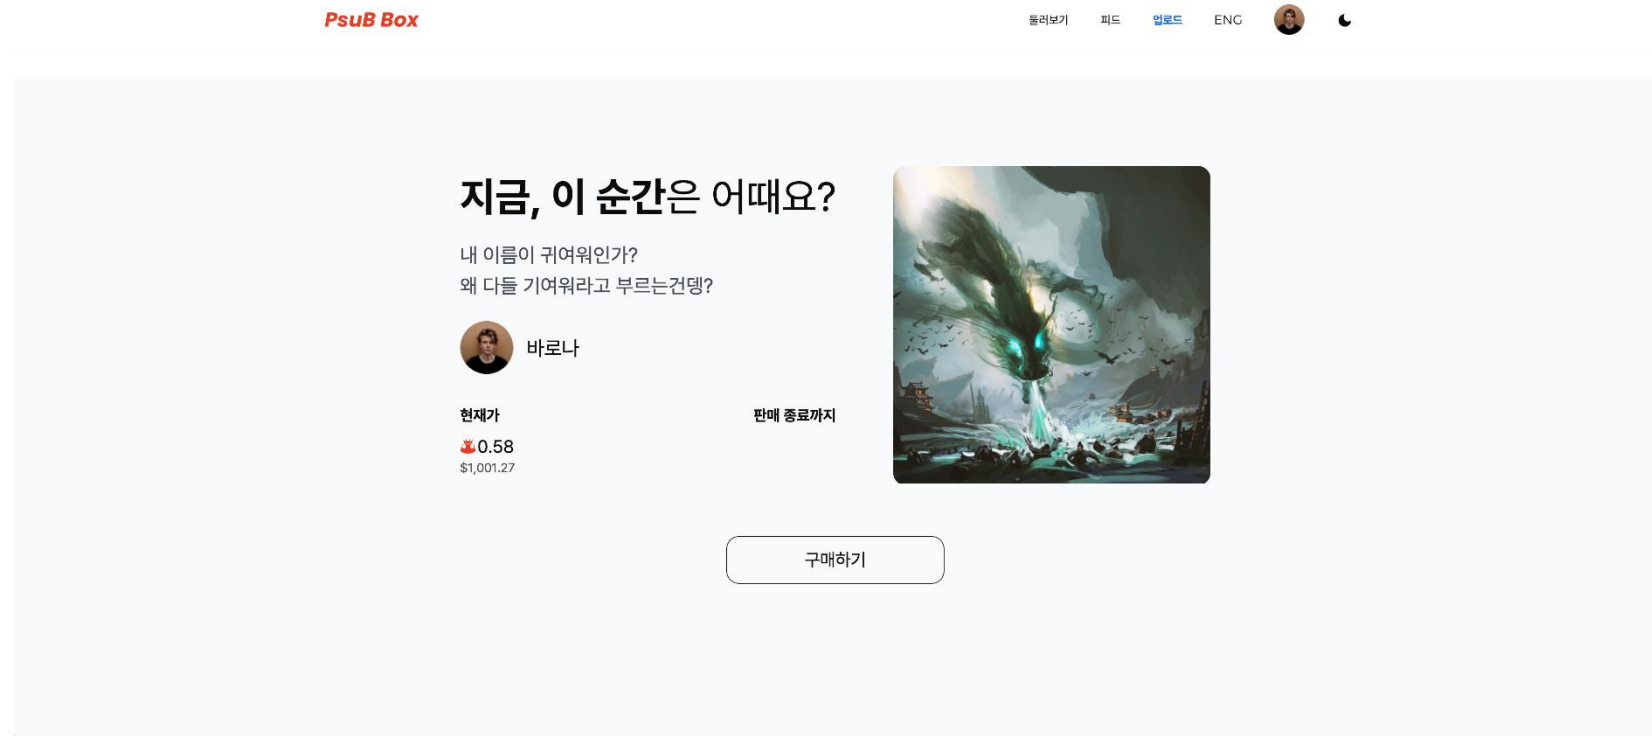 PsuB Box
둘러보기
피드
업로드
ENG
지금, 이 순간은 어때요?
내 이름이 귀여워인가?
왜 다들 기여워라고 부르는건뎅?
바로나
현재가
판매 종료까지
0.58
$1,001.27
구매하기